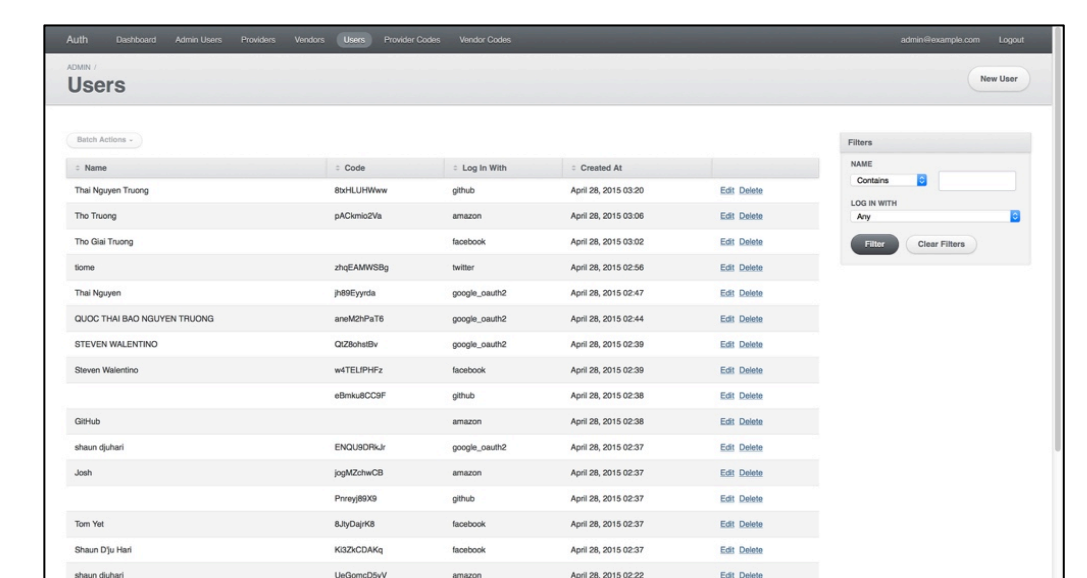 Auth Dashboard Admin Users Providers Vendors Users Provider Codes Vendor Codes admin@example.com Logout
ADMIN /
Users
New User
Batch Actions
Name Code Log In With Created At
Thai Nguyen Truong 8txHLUHWww github April 28, 2015 03:20 Edit Delete
Tho Truong pACkmio2Va amazon April 28, 2015 03:06 Edit Delete
Tho Giai Truong facebook April 28, 2015 03:02 Edit Delete
tiome zhqEAMWSBg twitter April 28, 2015 02:56 Edit Delete
Thai Nguyen jh89Eyyrda google_oauth2 April 28, 2015 02:47 Edit Delete
QUOC THAI BAO NGUYEN TRUONG aneM2hPaT6 google_oauth2 April 28, 2015 02:44 Edit Delete
STEVEN WALENTINO QtZ8ohstBv google_oauth2 April 28, 2015 02:39 Edit Delete
Steven Walentino w4TELfPHFz facebook April 28, 2015 02:39 Edit Delete
eBmku8CC9F github April 28, 2015 02:38 Edit Delete
GitHub amazon April 28, 2015 02:38 Edit Delete
shaun djuhari ENQU9DRkJr google_oauth2 April 28, 2015 02:37 Edit Delete
Josh jogMZchwCB amazon April 28, 2015 02:37 Edit Delete
Pnreyj89X9 github April 28, 2015 02:37 Edit Delete
Tom Yet 8JtyDajrK8 facebook April 28, 2015 02:37 Edit Delete
Shaun D'ju Hari Ki3ZkCDAKq facebook April 28, 2015 02:37 Edit Delete
shaun djuhari UeGomcD5vV amazon April 28, 2015 02:22 Edit Delete
Filters
NAME
Contains
LOG IN WITH
Any
Filter Clear Filters